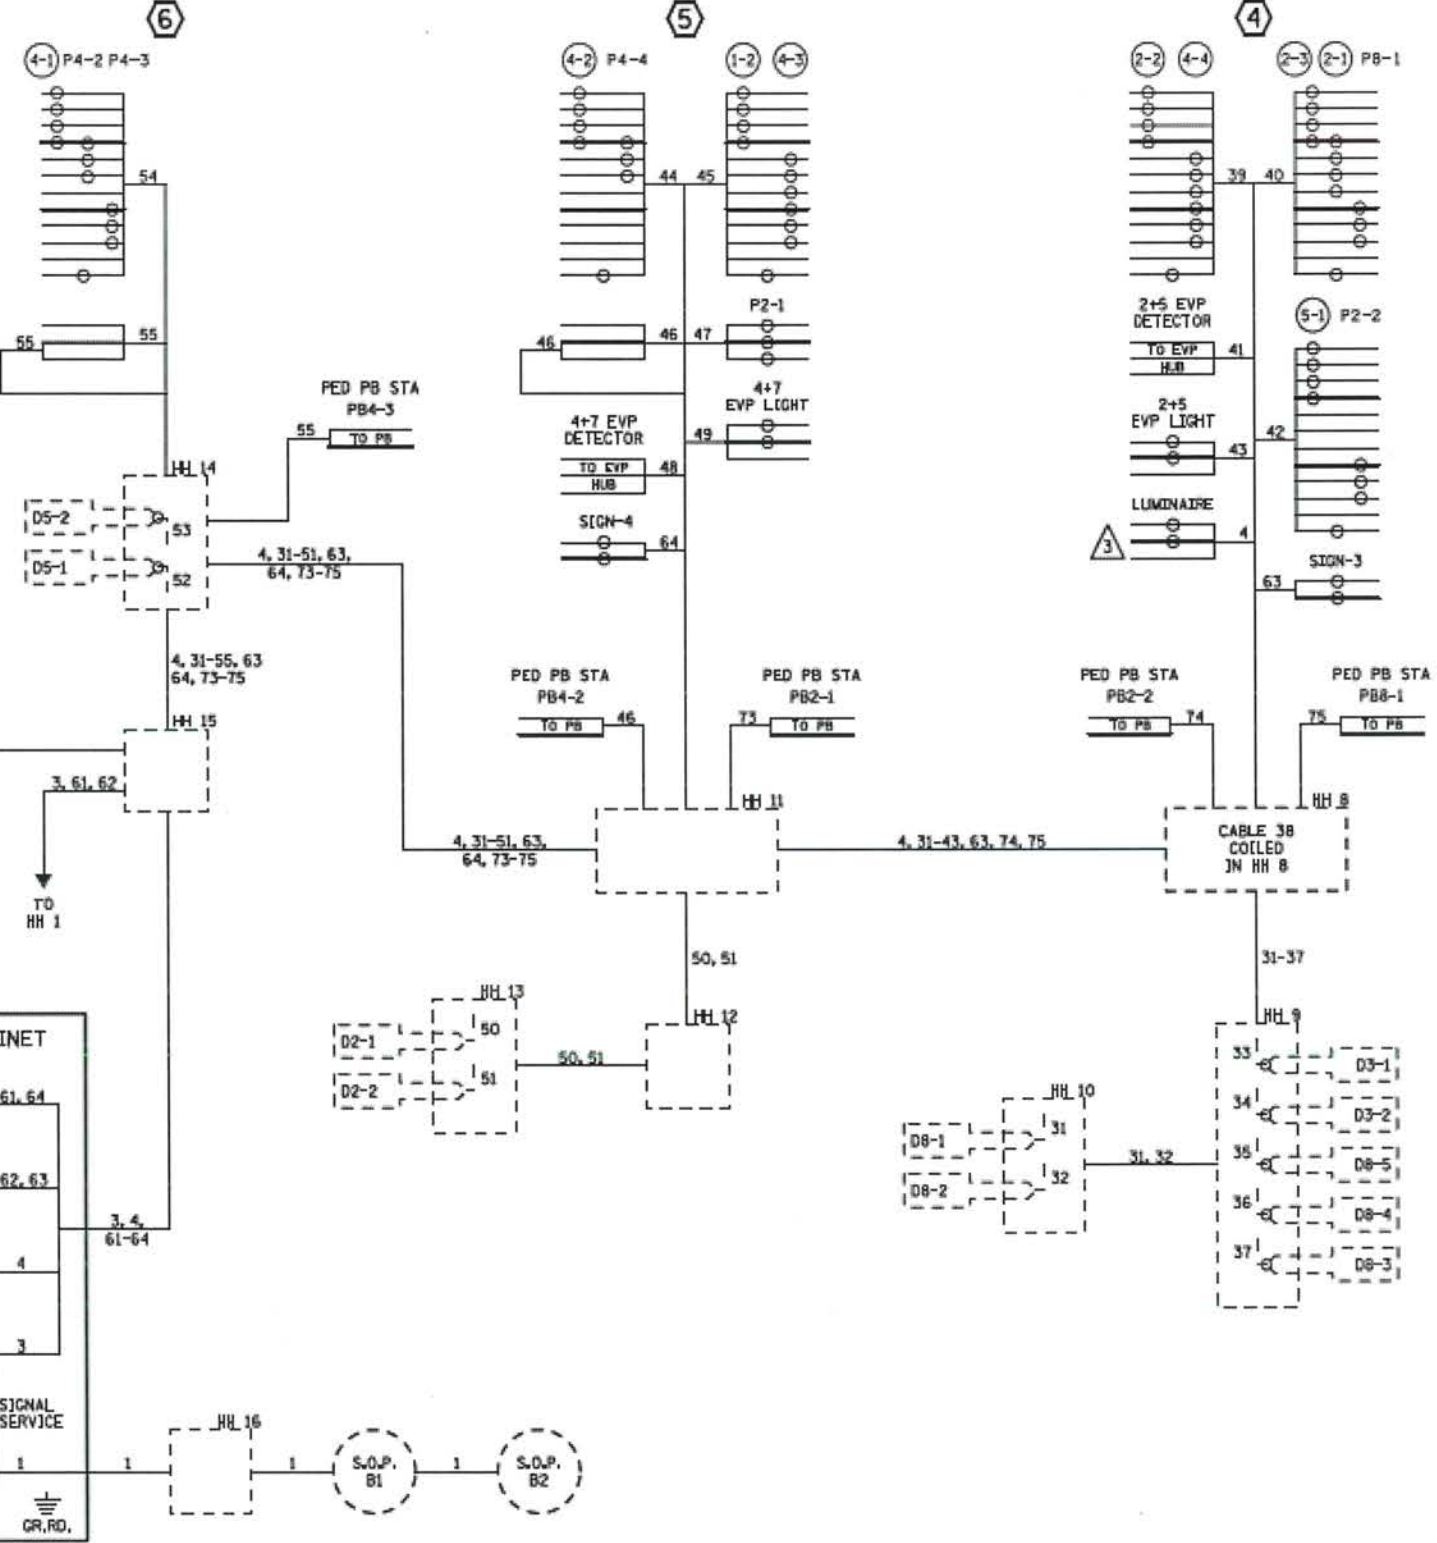 6
5
4
4-1 P4-2 P4-3
4-2 P4-4
1-2 4-3
2-2 4-4
2-3 2-1 P8-1
54
44 45
39 40
P2-1
2+5 EVP
DETECTOR
5-1 P2-2
55
55
46
46 47
TO EVP
HUB
41
PED PB STA
PB4-3
55
TO PB
4+7
EVP LIGHT
2+5
EVP LIGHT
4+7 EVP
DETECTOR
49
42
43
TO EVP
HUB
48
HH 14
D5-2
53
D5-1
52
SIGN-4
64
LUMINAIRE
3
4
SIGN-3
63
4, 31-51, 63,
64, 73-75
4, 31-55, 63
64, 73-75
HH 15
PED PB STA
PB4-2
TO PB
46
PED PB STA
PB2-1
73
TO PB
PED PB STA
PB2-2
TO PB
74
PED PB STA
PB8-1
75
TO PB
3, 61, 62
TO
HH 1
HH 11
HH 8
4, 31-51, 63,
64, 73-75
4, 31-43, 63, 74, 75
CABLE 38
COILED
IN HH 8
50, 51
31-37
HH 13
D2-1
50
D2-2
51
50, 51
HH 12
HH 9
33
D3-1
34
D3-2
35
D8-5
36
D8-4
37
D8-3
HH 10
D8-1
31
D8-2
32
31, 32
INET
61, 64
62, 63
3, 4,
61-64
4
3
SIGNAL
SERVICE
1
1
HH 16
1
S.O.P.
B1
1
S.O.P.
B2
GR.RD.